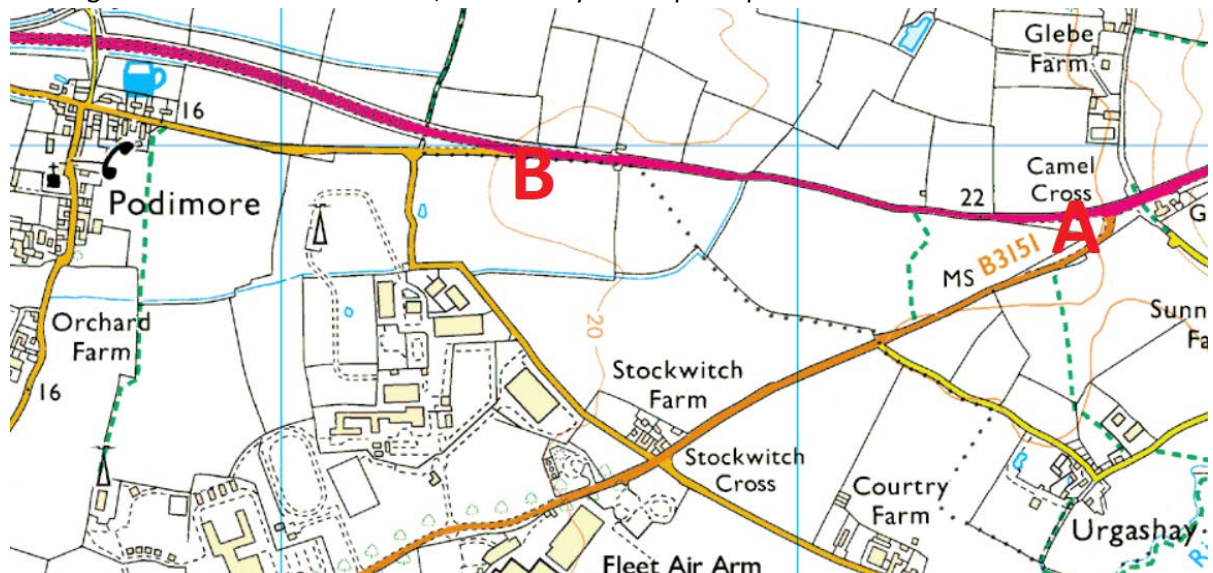 Glebe
Farm
16
Podimore
B
Camel
Cross
22
A
G
B3151
MS
Orchard
Farm
16
20
Sunn
Fa
Stockwitch
Farm
Stockwitch
Cross
Courtry
Farm
Urgashay
Ri
Fleet Air Arm